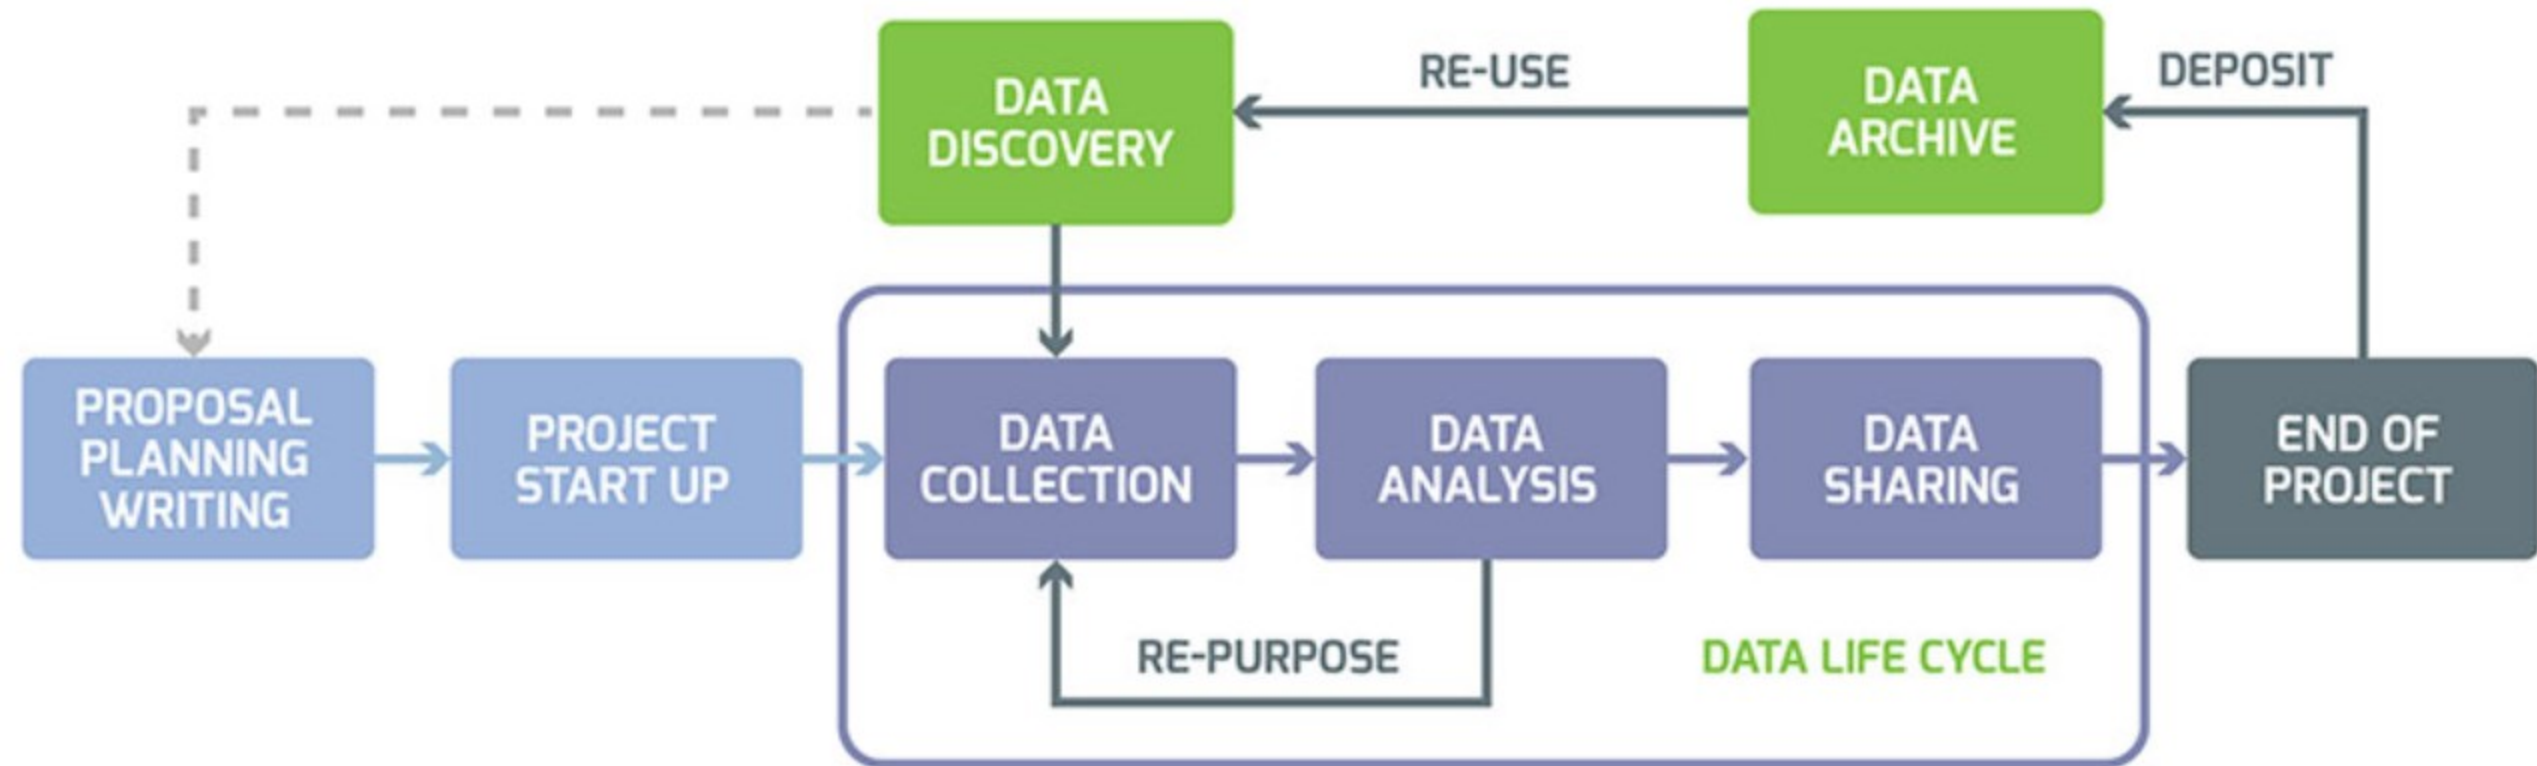 DATA
DISCOVERY
RE-USE
DATA
ARCHIVE
DEPOSIT
PROPOSAL
PLANNING
WRITING
PROJECT
START UP
DATA
COLLECTION
DATA
ANALYSIS
DATA
SHARING
END OF
PROJECT
RE-PURPOSE
DATA LIFE CYCLE